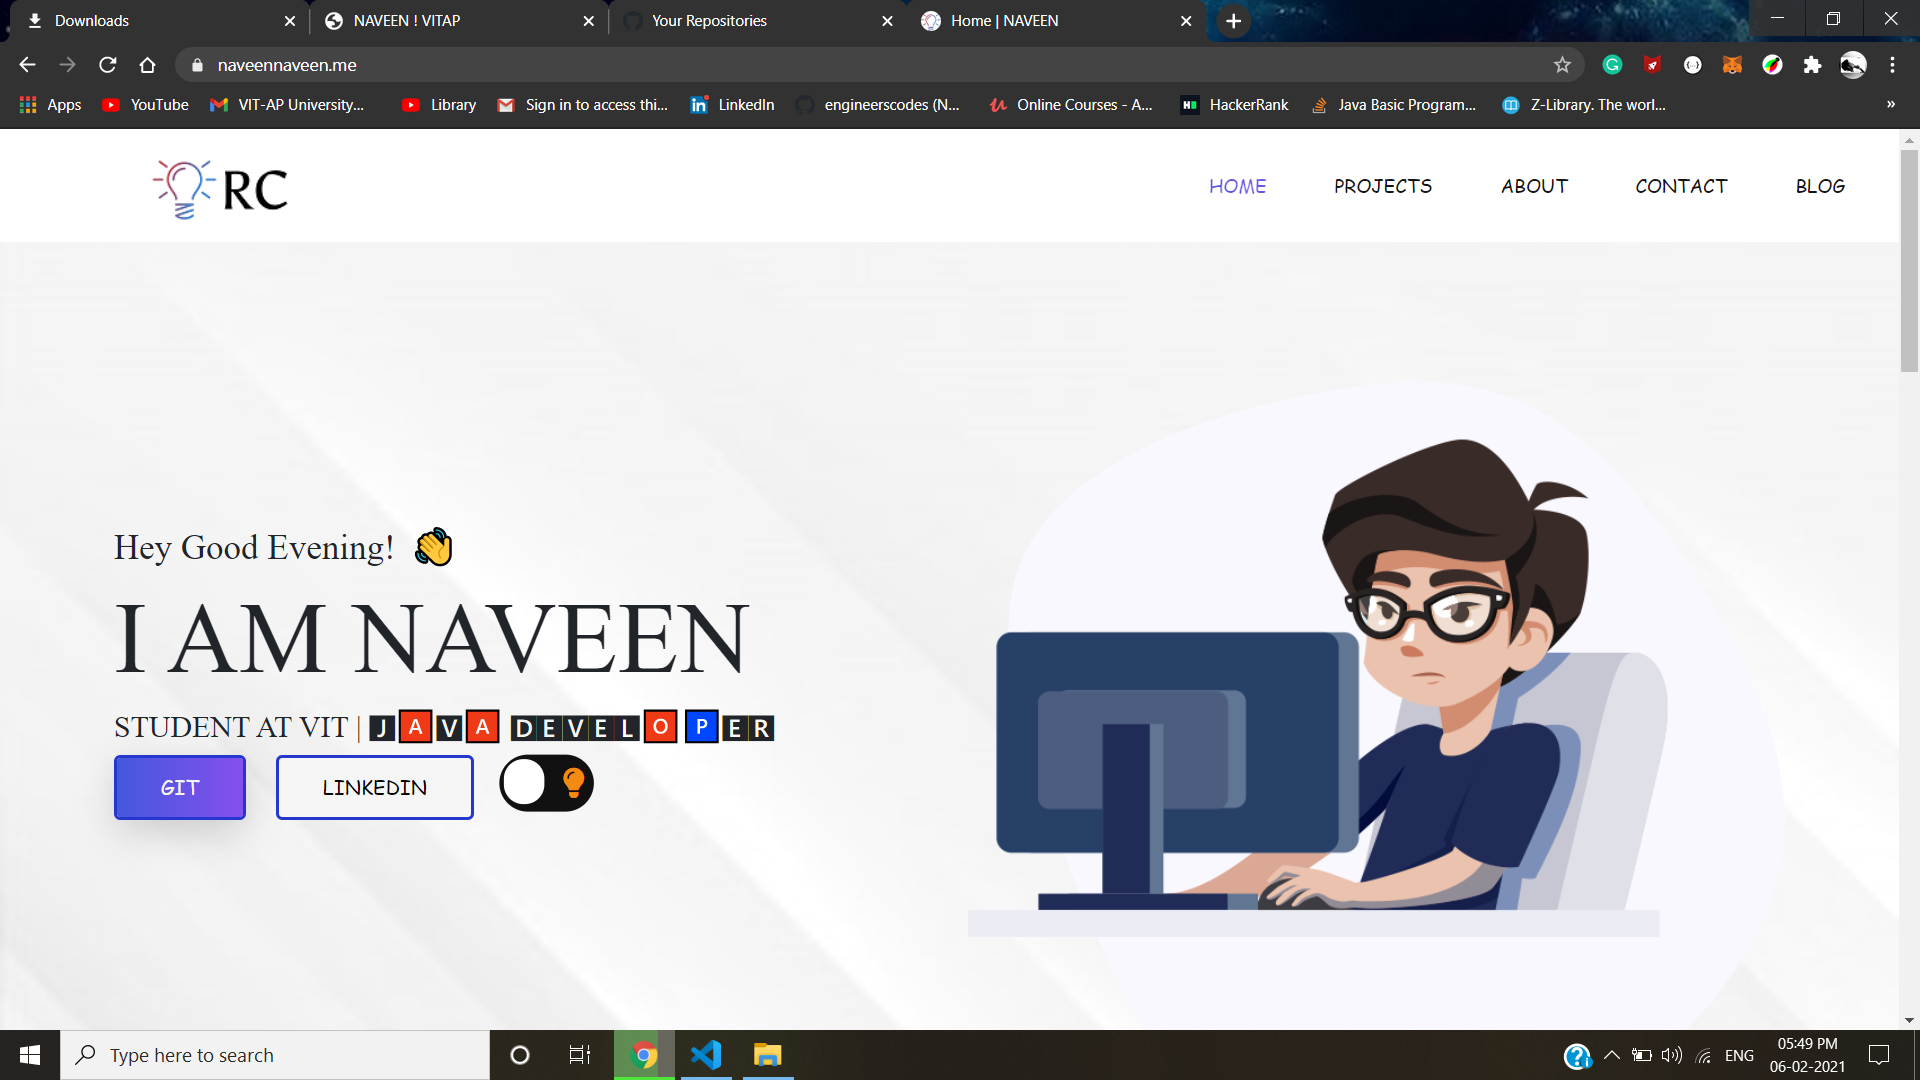 Downloads
NAVEEN ! VITAP
Your Repositories
Home | NAVEEN
naveennaveen.me
Apps
YouTube
VIT-AP University...
Library
Sign in to access thi...
LinkedIn
engineerscodes (N...
Online Courses - A...
HackerRank
Java Basic Program...
Z-Library. The worl...
»
RC
HOME
PROJECTS
ABOUT
CONTACT
BLOG
Hey Good Evening! 👋
I AM NAVEEN
STUDENT AT VIT | JAVA DEVELOPER
GIT
LINKEDIN
Type here to search
ENG
05:49 PM
06-02-2021